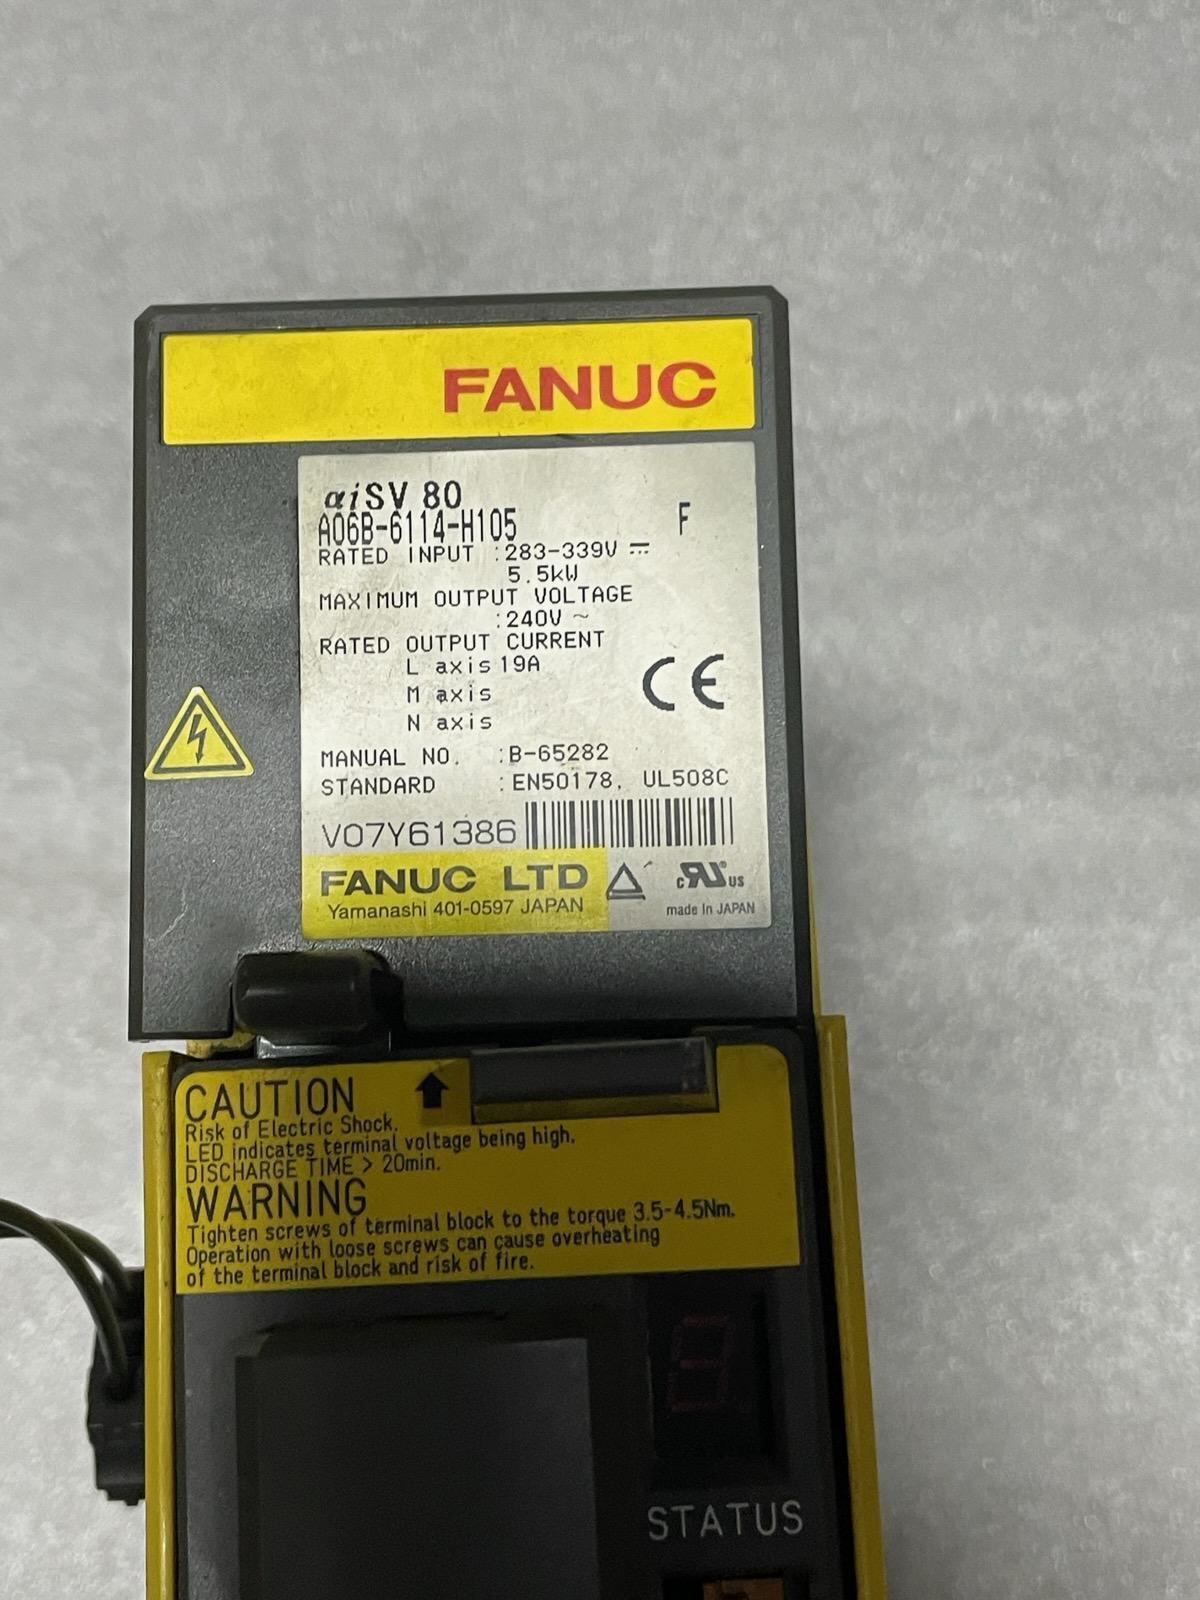 FANUC
αiSV 80
A06B-6114-H105 F
RATED INPUT :283-339V ⎓
5.5kW
MAXIMUM OUTPUT VOLTAGE
:240V ~
RATED OUTPUT CURRENT
L axis 19A
M axis
N axis
CE
MANUAL NO. :B-65282
STANDARD :EN50178, UL508C
V07Y61386
FANUC LTD
Yamanashi 401-0597 JAPAN
c RU US
made in JAPAN
CAUTION
Risk of Electric Shock.
LED indicates terminal voltage being high.
DISCHARGE TIME > 20min.
WARNING
Tighten screws of terminal block to the torque 3.5-4.5Nm.
Operation with loose screws can cause overheating
of the terminal block and risk of fire.
STATUS